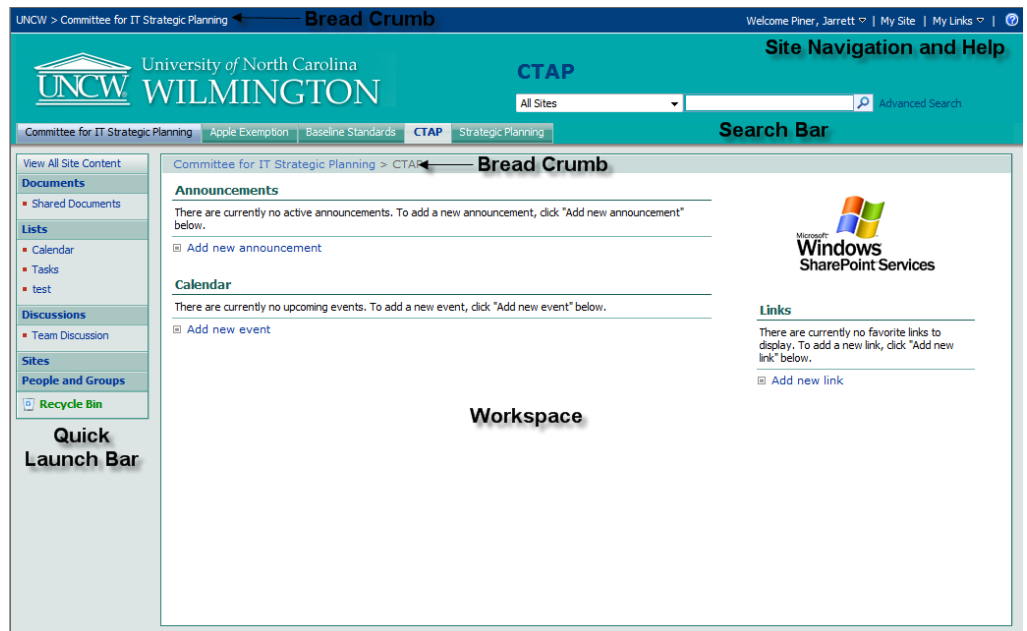 UNCW > Committee for IT Strategic Planning
Bread Crumb
Welcome Piner, Jarrett | My Site | My Links |
Site Navigation and Help
UNCW
University of North Carolina
WILMINGTON
CTAP
All Sites
Advanced Search
Search Bar
Committee for IT Strategic Planning
Apple Exemption
Baseline Standards
CTAP
Strategic Planning
View All Site Content
Documents
Shared Documents
Lists
Calendar
Tasks
test
Discussions
Team Discussion
Sites
People and Groups
Recycle Bin
Quick
Launch Bar
Committee for IT Strategic Planning > CTAP
Bread Crumb
Announcements
There are currently no active announcements. To add a new announcement, click "Add new announcement"
below.
Add new announcement
Calendar
There are currently no upcoming events. To add a new event, click "Add new event" below.
Add new event
Workspace
Microsoft
Windows
SharePoint Services
Links
There are currently no favorite links to
display. To add a new link, click "Add new
link" below.
Add new link